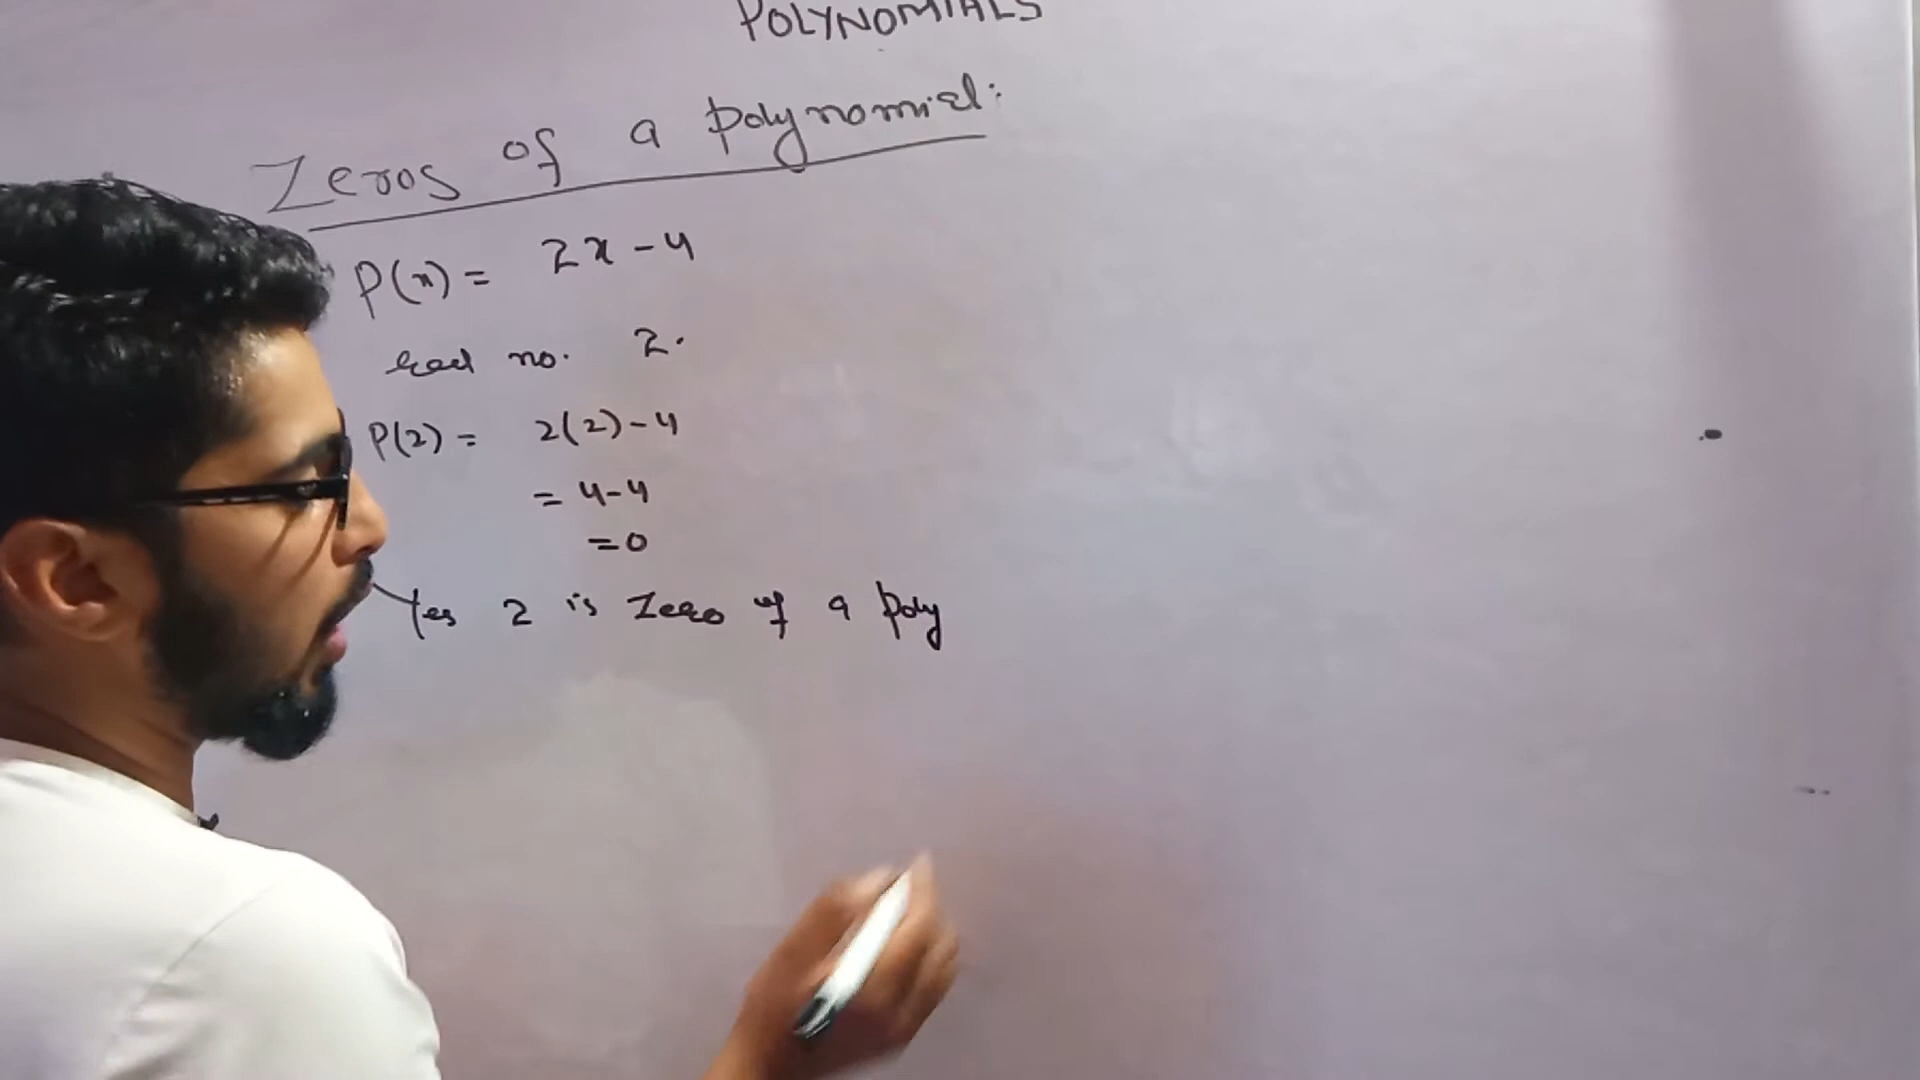 POLYNOMIALS
Zeros of a polynomial:
P(x) = 2x - 4
real no. 2.
P(2) = 2(2) - 4
= 4 - 4
= 0
Yes 2 is zero of a poly